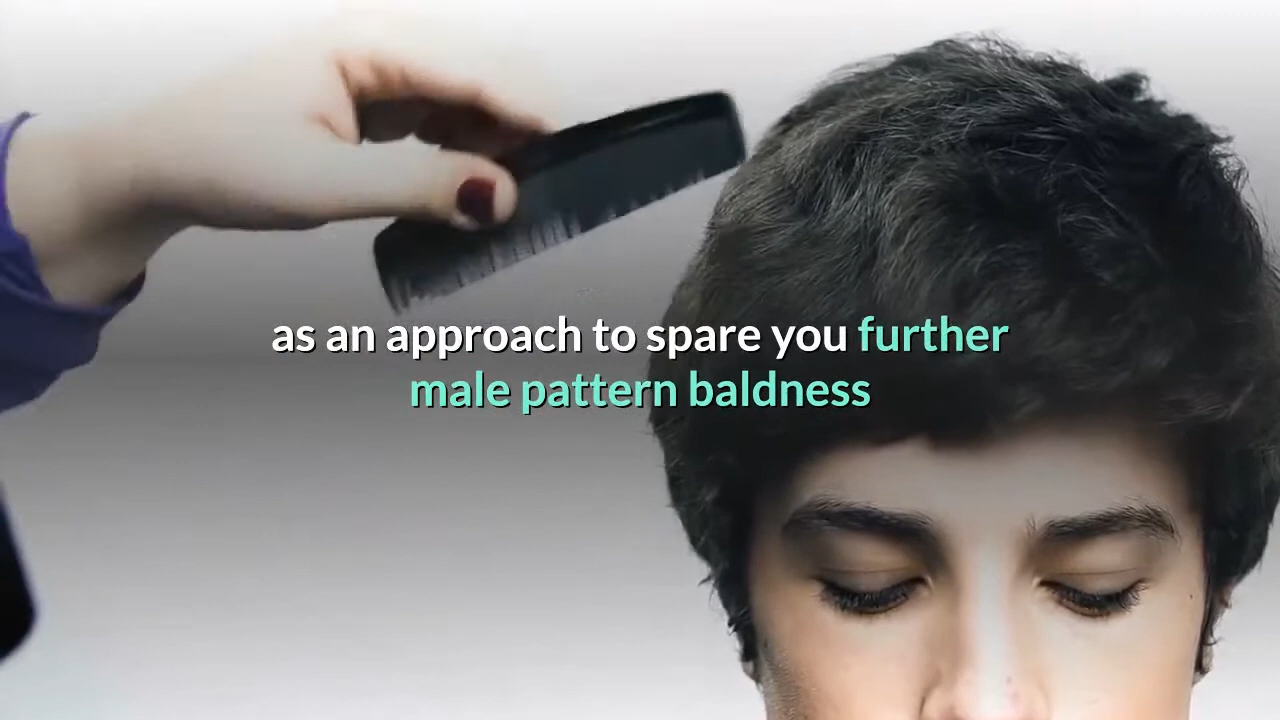 as an approach to spare you further
male pattern baldness